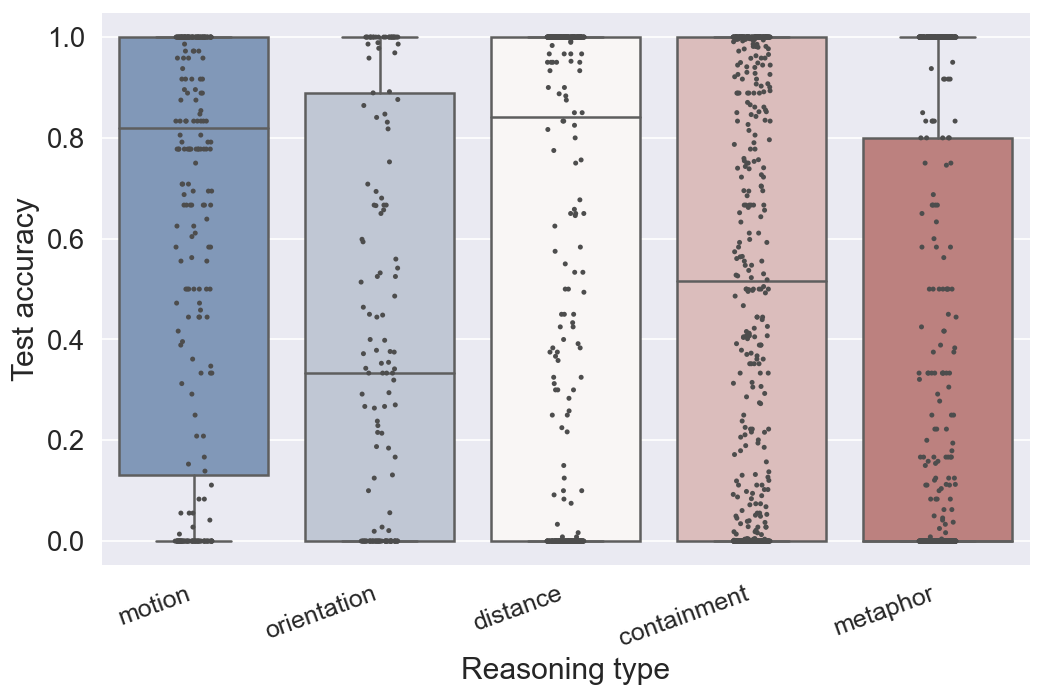 1.0
0.8
0.6
0.4
0.2
0.0
Test accuracy
motion
orientation
distance
containment
metaphor
Reasoning type